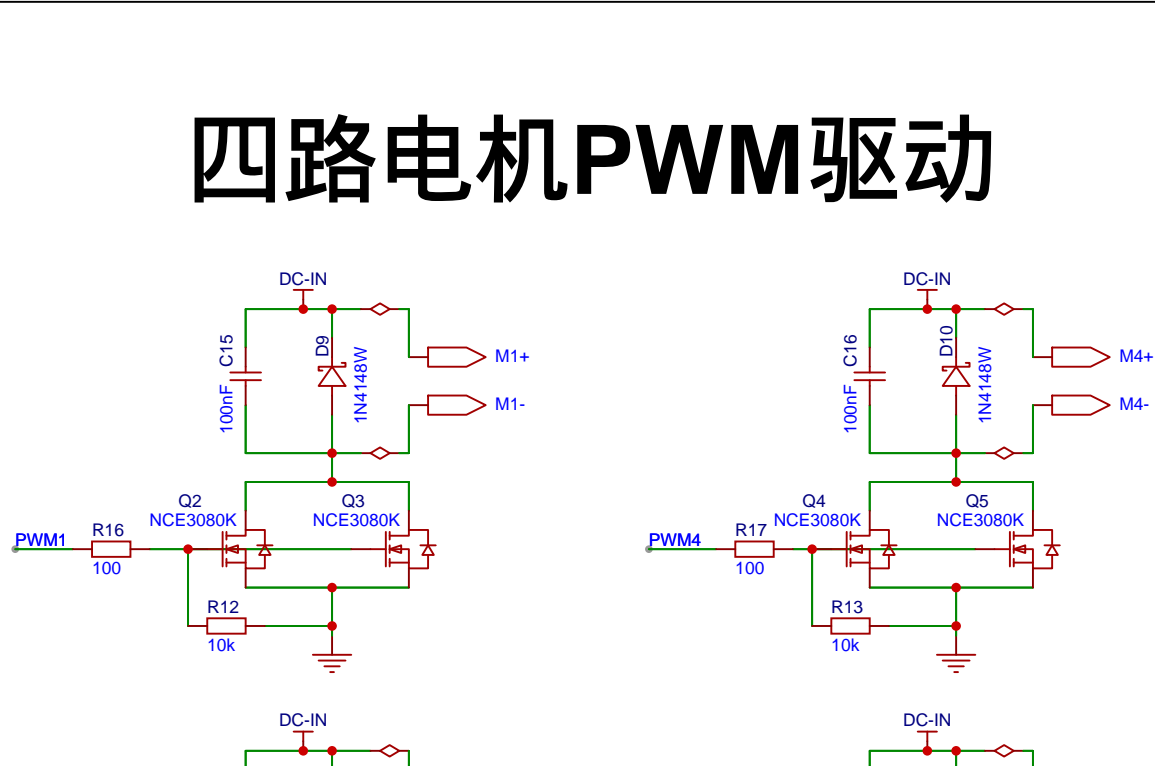 四路电机PWM驱动
DC-IN
DC-IN
C15
100nF
D9
1N4148W
M1+
M1-
C16
100nF
D10
1N4148W
M4+
M4-
Q2
NCE3080K
Q3
NCE3080K
Q4
NCE3080K
Q5
NCE3080K
PWM1
R16
100
PWM4
R17
100
R12
10k
R13
10k
DC-IN
DC-IN